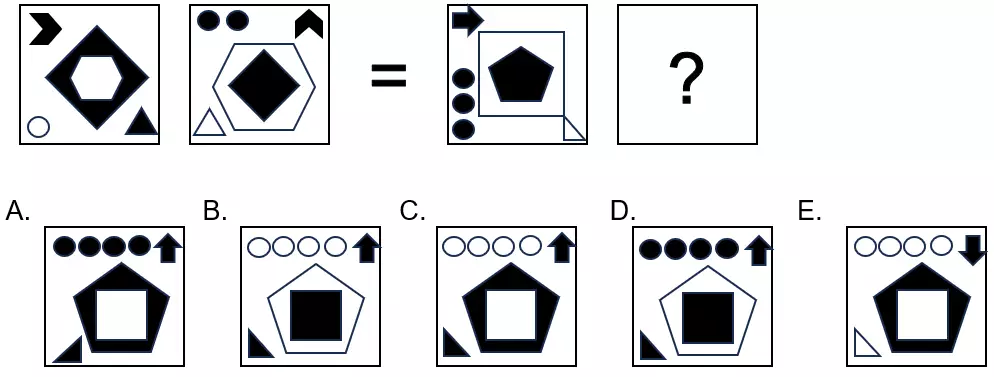 =
?
A.
B.
C.
D.
E.